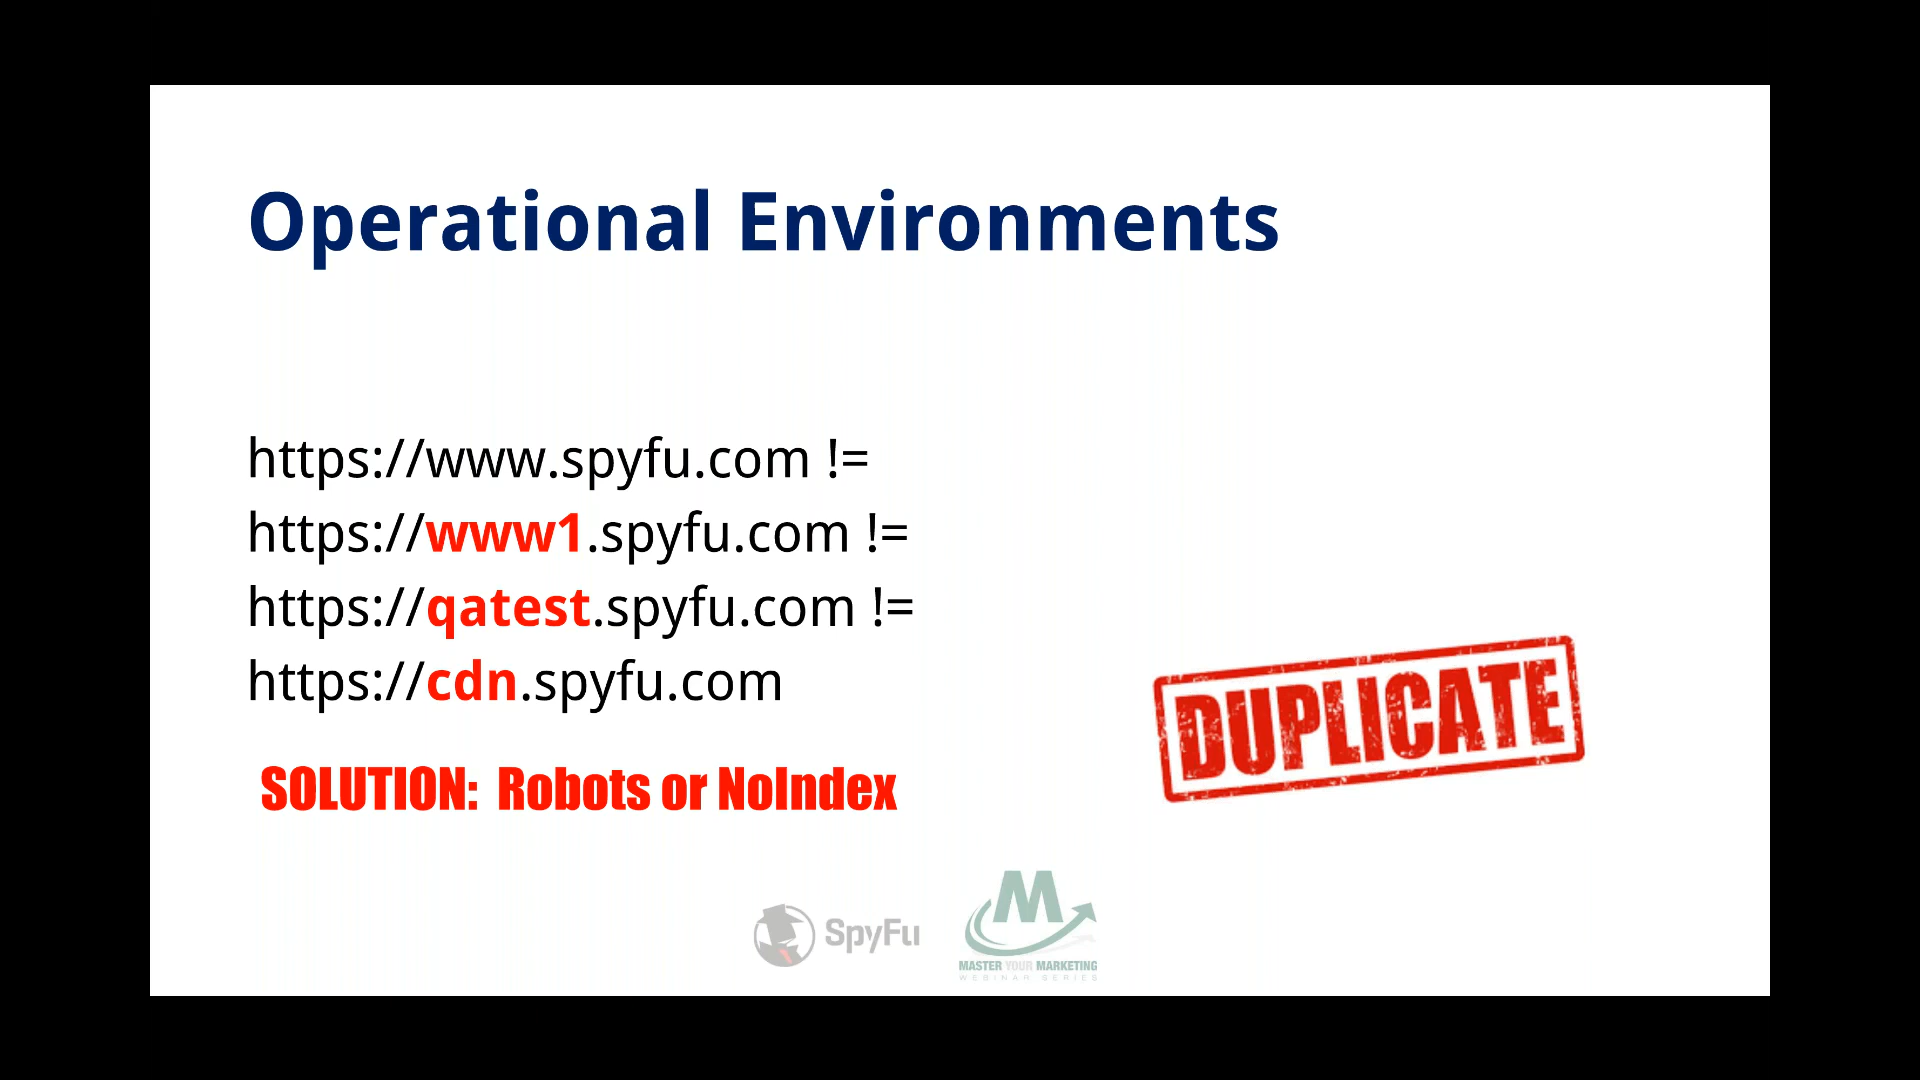 Operational Environments
https://www.spyfu.com !=
https://www1.spyfu.com !=
https://qatest.spyfu.com !=
https://cdn.spyfu.com
DUPLICATE
SOLUTION: Robots or NoIndex
SpyFu
M
MASTER YOUR MARKETING
WEBINAR SERIES